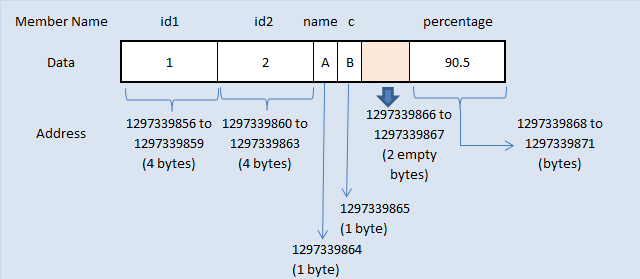 Member Name id1 id2 name c percentage
Data 1 2 A B 90.5
Address
1297339856 to
1297339859
(4 bytes)
1297339860 to
1297339863
(4 bytes)
1297339866 to
1297339867
(2 empty
bytes)
1297339868 to
1297339871
(bytes)
1297339865
(1 byte)
1297339864
(1 byte)